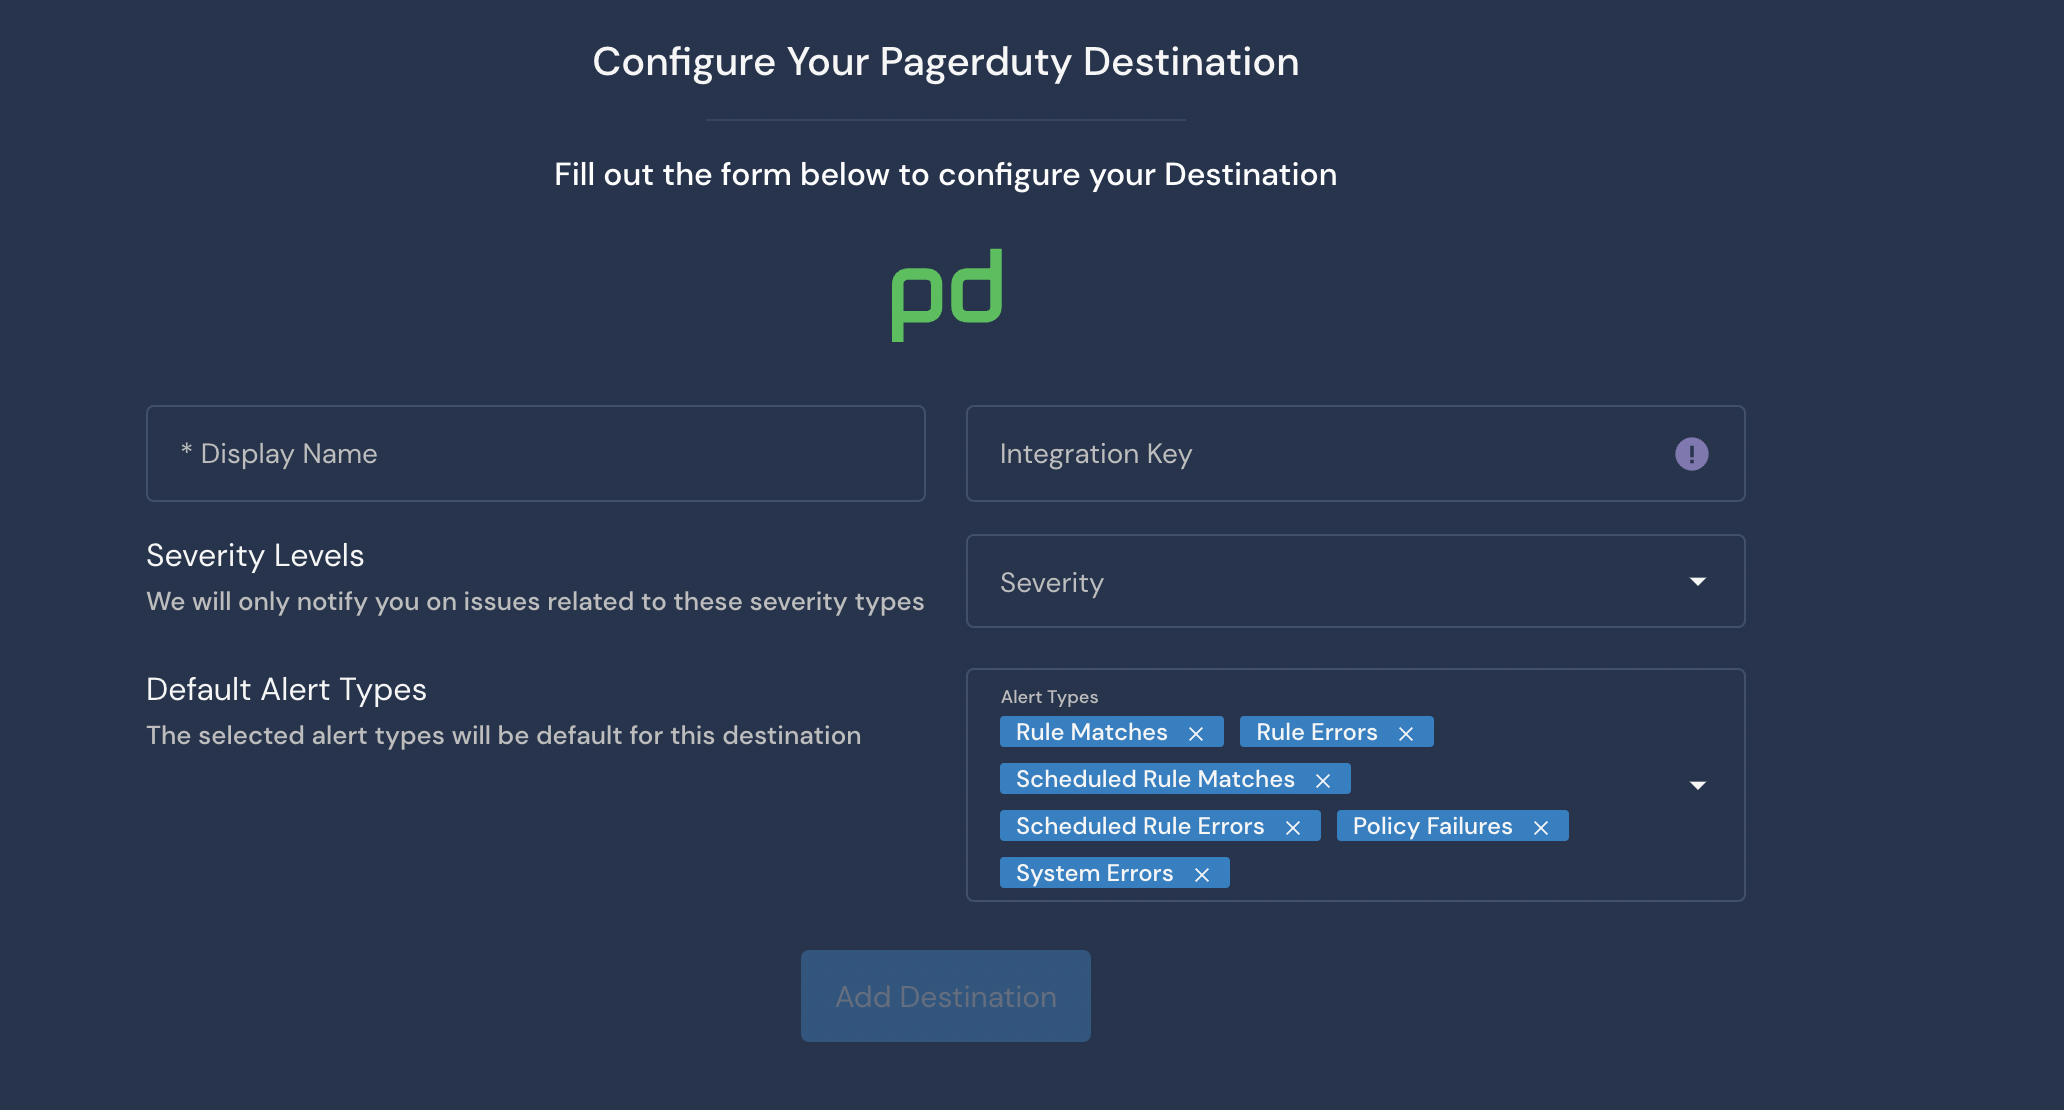 Configure Your Pagerduty Destination
Fill out the form below to configure your Destination
pd
* Display Name
Integration Key
!
Severity Levels
We will only notify you on issues related to these severity types
Severity
Default Alert Types
The selected alert types will be default for this destination
Alert Types
Rule Matches × Rule Errors ×
Scheduled Rule Matches ×
Scheduled Rule Errors × Policy Failures ×
System Errors ×
Add Destination